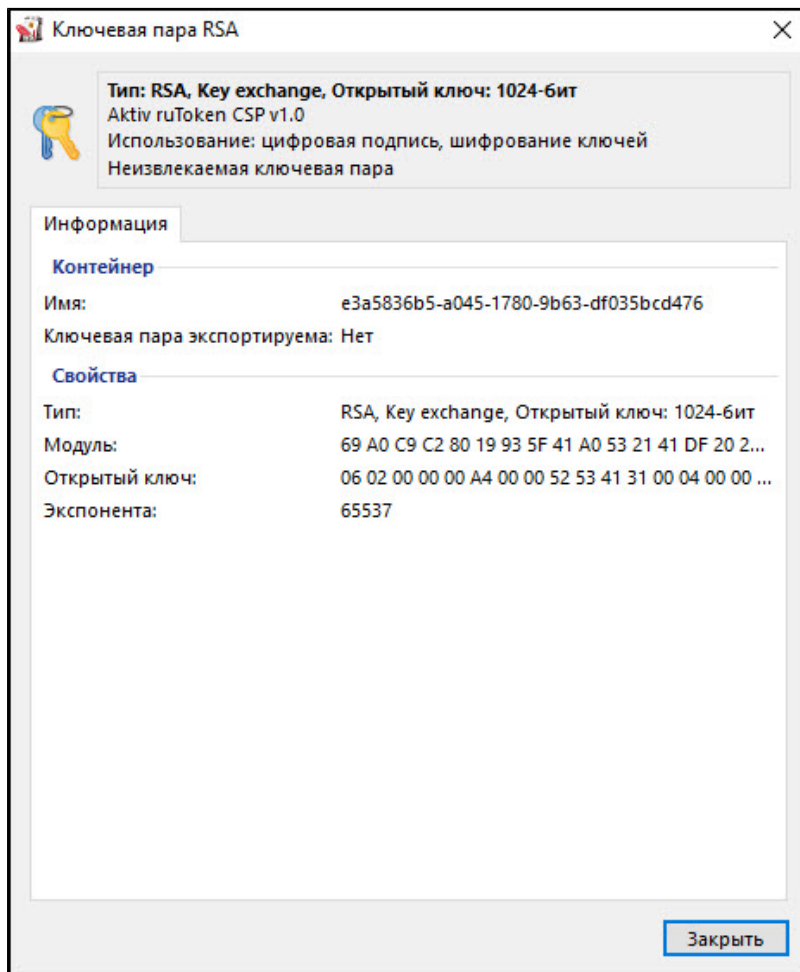 Ключевая пара RSA
Тип: RSA, Key exchange, Открытый ключ: 1024-бит
Aktiv ruToken CSP v1.0
Использование: цифровая подпись, шифрование ключей
Неизвлекаемая ключевая пара
Информация
Контейнер
Имя: e3a5836b5-a045-1780-9b63-df035bcd476
Ключевая пара экспортируема: Нет
Свойства
Тип: RSA, Key exchange, Открытый ключ: 1024-бит
Модуль: 69 A0 C9 C2 80 19 93 5F 41 A0 53 21 41 DF 20 2...
Открытый ключ: 06 02 00 00 00 A4 00 00 52 53 41 31 00 04 00 00 ...
Экспонента: 65537
Закрыть